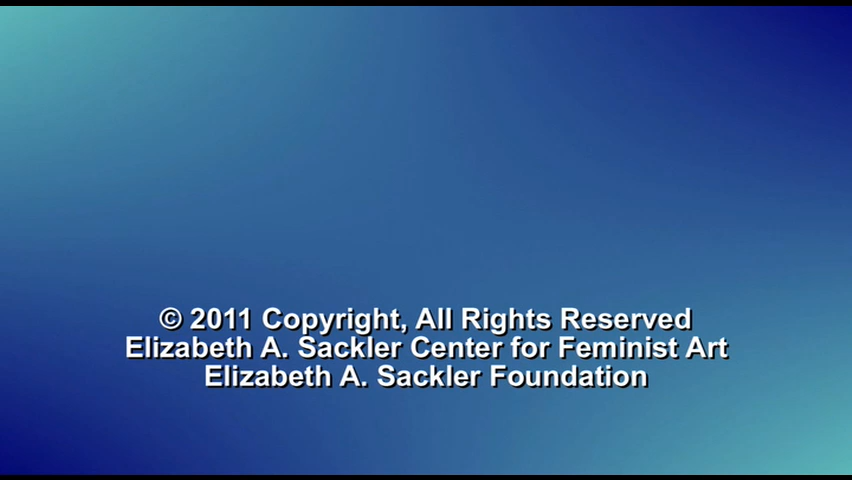 © 2011 Copyright, All Rights Reserved
Elizabeth A. Sackler Center for Feminist Art
Elizabeth A. Sackler Foundation